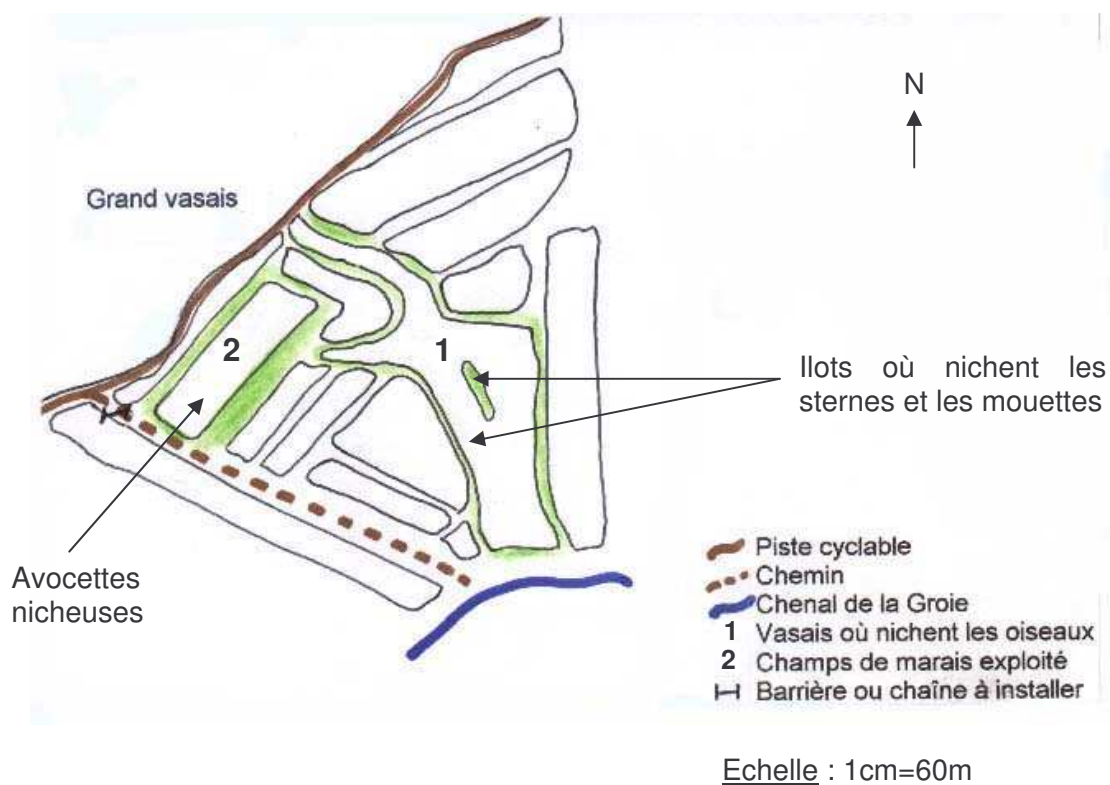 N
Grand vasais
2
1
Ilots où nichent les
sternes et les mouettes
Avocettes
nicheuses
Piste cyclable
Chemin
Chenal de la Groie
1 Vasais où nichent les oiseaux
2 Champs de marais exploité
Barrière ou chaîne à installer
Echelle : 1cm=60m